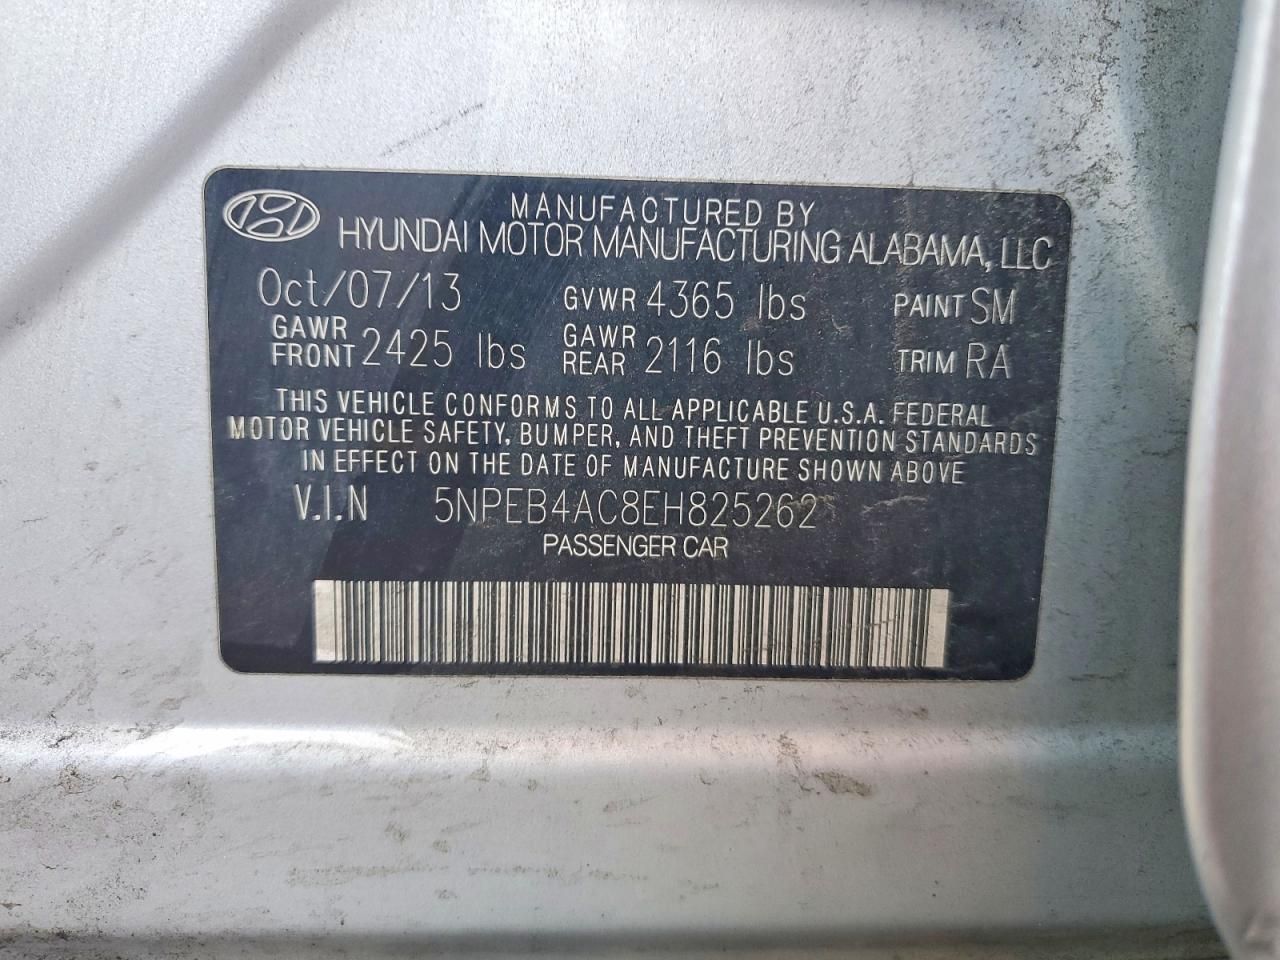 MANUFACTURED BY
HYUNDAI MOTOR MANUFACTURING ALABAMA, LLC
Oct/07/13 GVWR 4365 lbs PAINT SM
GAWR FRONT 2425 lbs GAWR REAR 2116 lbs TRIM RA
THIS VEHICLE CONFORMS TO ALL APPLICABLE U.S.A. FEDERAL
MOTOR VEHICLE SAFETY, BUMPER, AND THEFT PREVENTION STANDARDS
IN EFFECT ON THE DATE OF MANUFACTURE SHOWN ABOVE
V.I.N 5NPEB4AC8EH825262
PASSENGER CAR